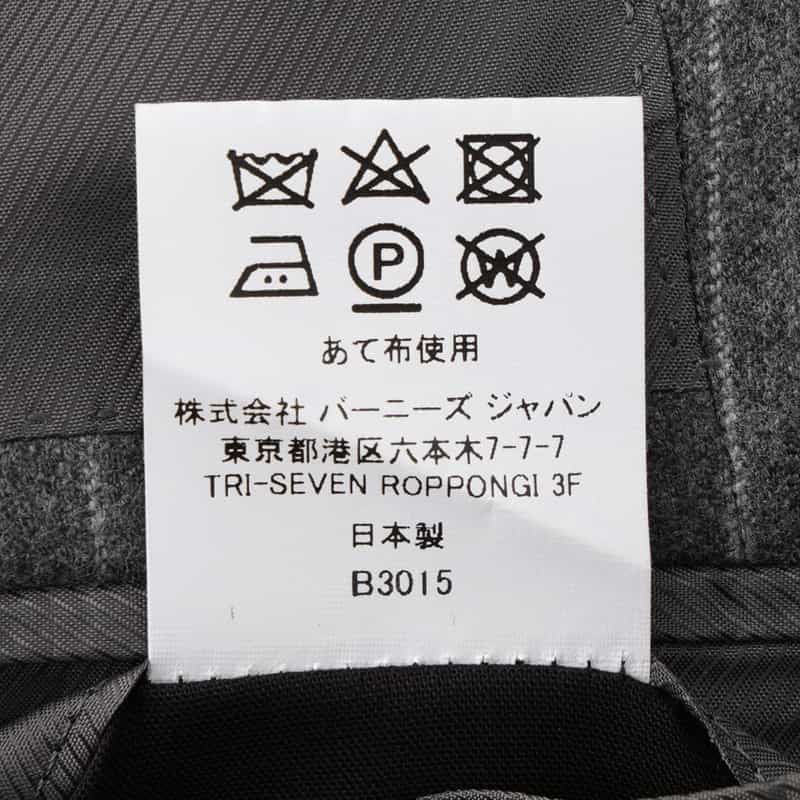 P W
あて布使用
株式会社 バーニーズ ジャパン
東京都港区六本木7-7-7
TRI-SEVEN ROPPONGI 3F
日本製
B3015